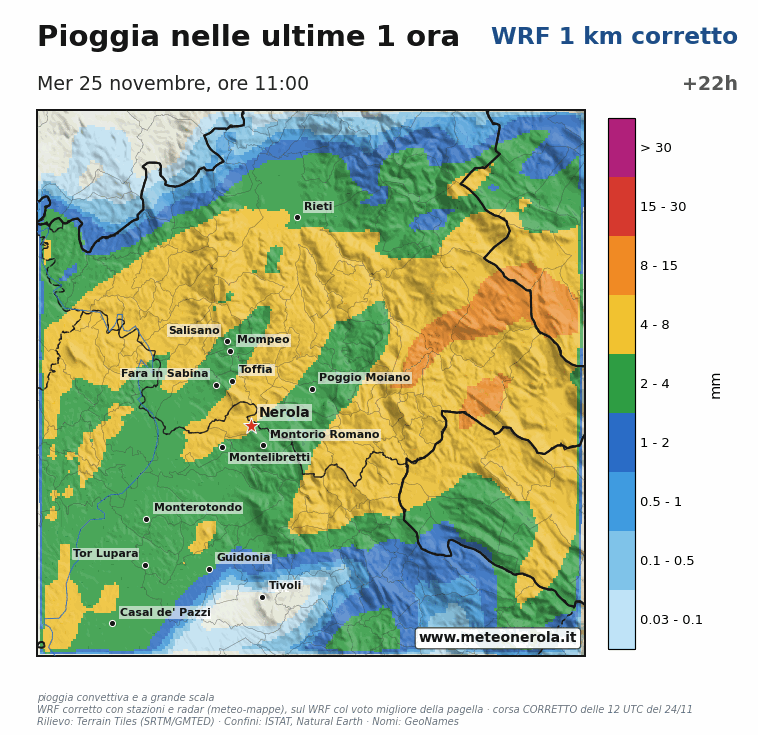 Pioggia nelle ultime 1 ora
WRF 1 km corretto
Mer 25 novembre, ore 11:00
+22h
Rieti
Salisano
Mompeo
Fara in Sabina
Toffia
Poggio Moiano
Nerola
Montorio Romano
Montelibretti
Monterotondo
Tor Lupara
Guidonia
Tivoli
Casal de' Pazzi
www.meteonerola.it
> 30
15 - 30
8 - 15
4 - 8
2 - 4
1 - 2
0.5 - 1
0.1 - 0.5
0.03 - 0.1
mm
pioggia convettiva e a grande scala
WRF corretto con stazioni e radar (meteo-mappe), sul WRF col voto migliore della pagella · corsa CORRETTO delle 12 UTC del 24/11
Rilievo: Terrain Tiles (SRTM/GMTED) · Confini: ISTAT, Natural Earth · Nomi: GeoNames